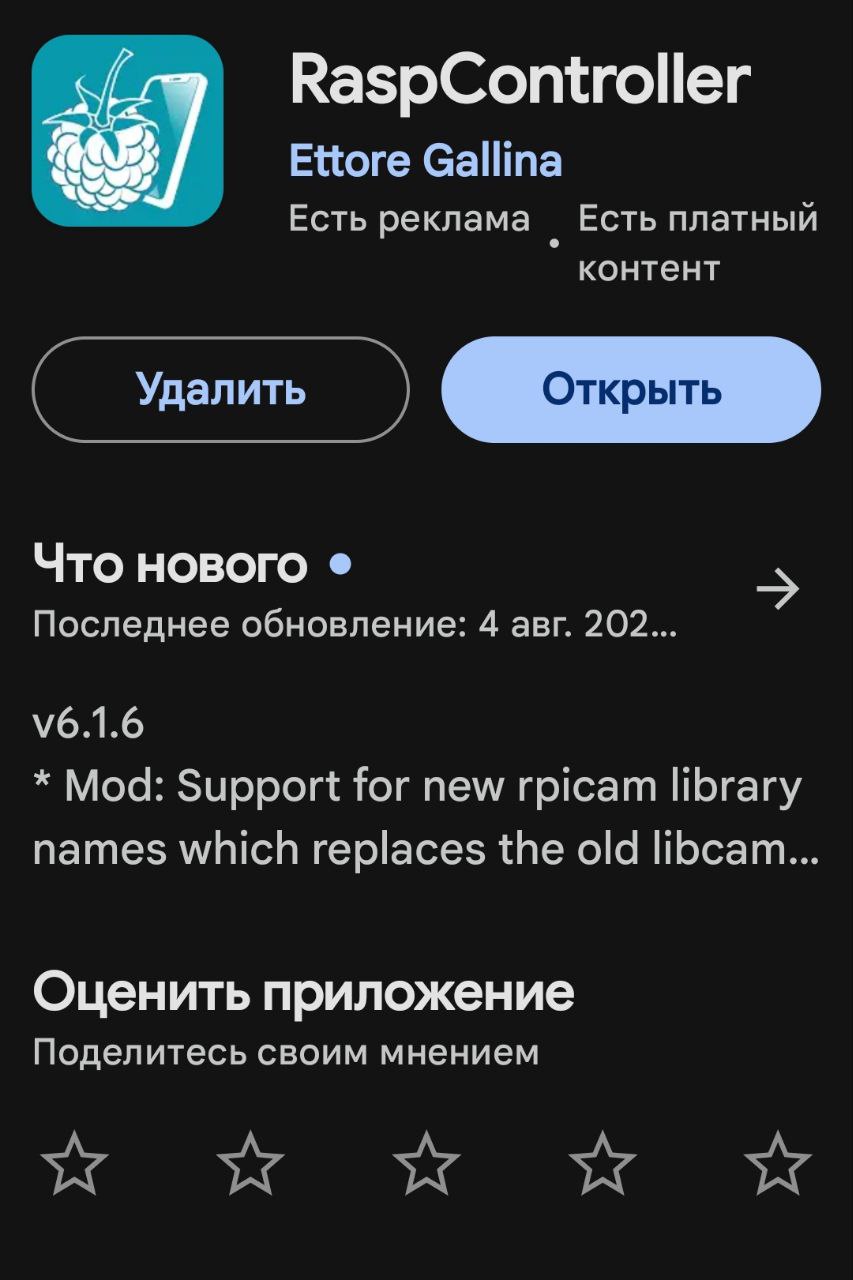 RaspController
Ettore Gallina
Есть реклама • Есть платный
контент
Удалить
Открыть
Что нового
Последнее обновление: 4 авг. 202...
v6.1.6
* Mod: Support for new rpicam library
names which replaces the old libcam...
Оценить приложение
Поделитесь своим мнением